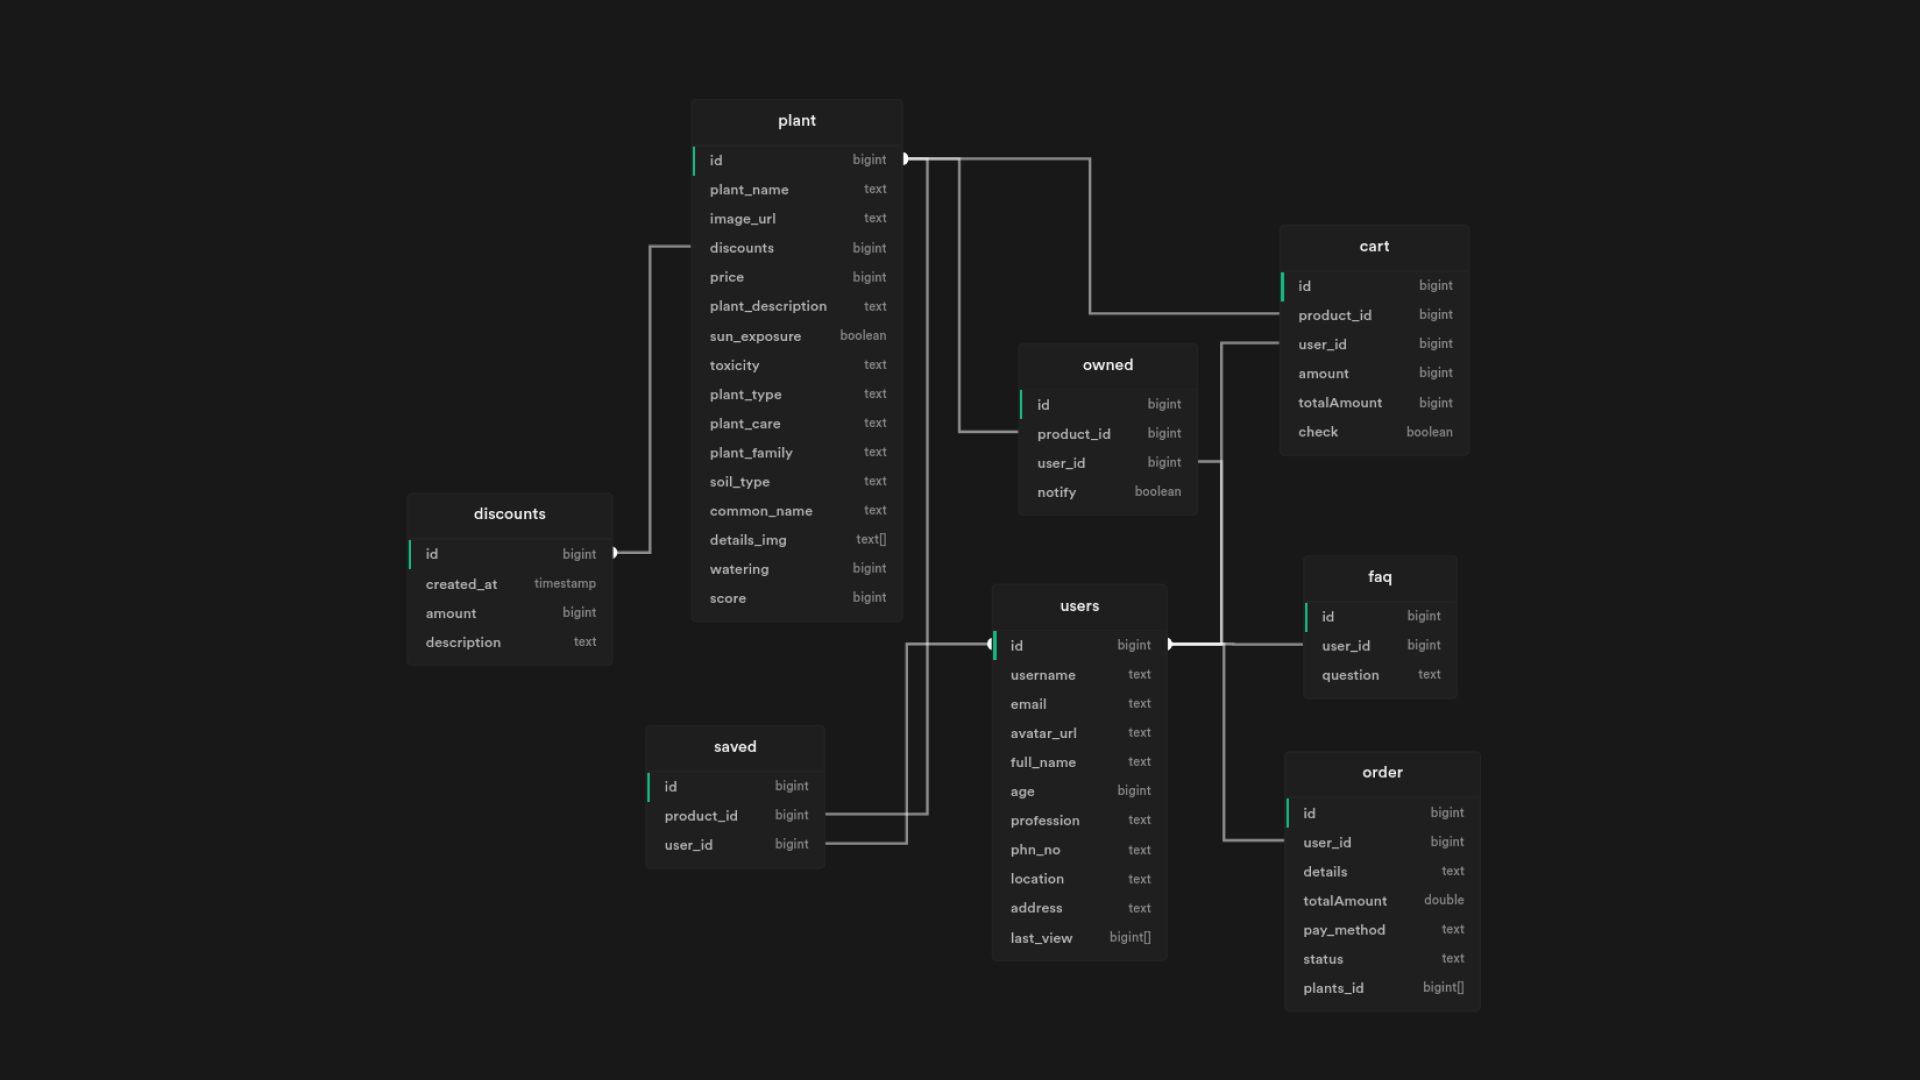 plant
id bigint
plant_name text
image_url text
discounts bigint
price bigint
plant_description text
sun_exposure boolean
toxicity text
plant_type text
plant_care text
plant_family text
soil_type text
common_name text
details_img text[]
watering bigint
score bigint
cart
id bigint
product_id bigint
user_id bigint
amount bigint
totalAmount bigint
check boolean
owned
id bigint
product_id bigint
user_id bigint
notify boolean
discounts
id bigint
created_at timestamp
amount bigint
description text
faq
id bigint
user_id bigint
question text
users
id bigint
username text
email text
avatar_url text
full_name text
age bigint
profession text
phn_no text
location text
address text
last_view bigint[]
saved
id bigint
product_id bigint
user_id bigint
order
id bigint
user_id bigint
details text
totalAmount double
pay_method text
status text
plants_id bigint[]